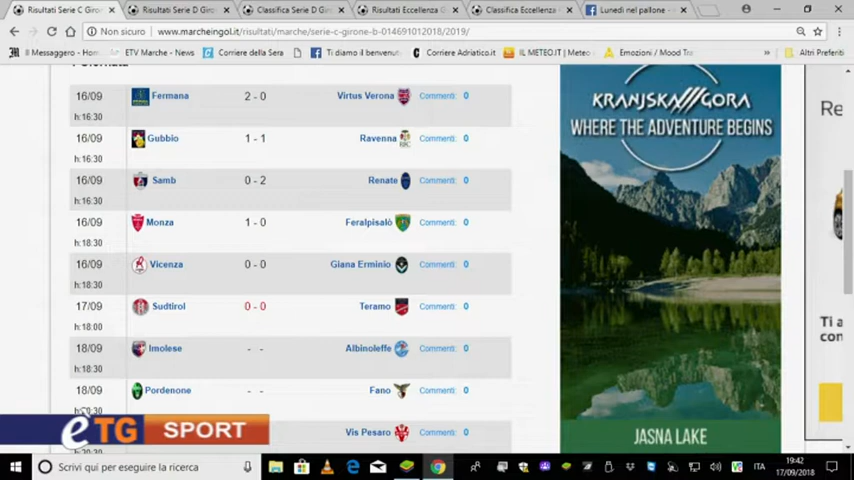 Risultati Serie C Giron
Risultati Serie D Giron
Classifica Serie D Giron
Risultati Eccellenza G
Classifica Eccellenza
Lunedì nel pallone -
Non sicuro
www.marcheingol.it/risultati/marche/serie-c-girone-b-014691012018/2019/
Il Messaggero - Home
ETV Marche - News
Corriere della Sera
Ti diamo il benvenuto
Corriere Adriatico.it
IL METEO.IT | Meteo
Emozioni / Mood Tra
Altri Preferiti
16/09 Fermana 2 - 0 Virtus Verona Commenti: 0
h:16:30
16/09 Gubbio 1 - 1 Ravenna Commenti: 0
h:16:30
16/09 Samb 0 - 2 Renate Commenti: 0
h:16:30
16/09 Monza 1 - 0 Feralpisalò Commenti: 0
h:18:30
16/09 Vicenza 0 - 0 Giana Erminio Commenti: 0
h:18:30
17/09 Sudtirol 0 - 0 Teramo Commenti: 0
h:18:00
18/09 Imolese - - Albinoleffe Commenti: 0
h:18:30
18/09 Pordenone - - Fano Commenti: 0
Vis Pesaro Commenti: 0
KRANJSKA GORA
WHERE THE ADVENTURE BEGINS
JASNA LAKE
Re
Ti a
con
eTG SPORT
Scrivi qui per eseguire la ricerca
ITA
19:42
17/09/2018